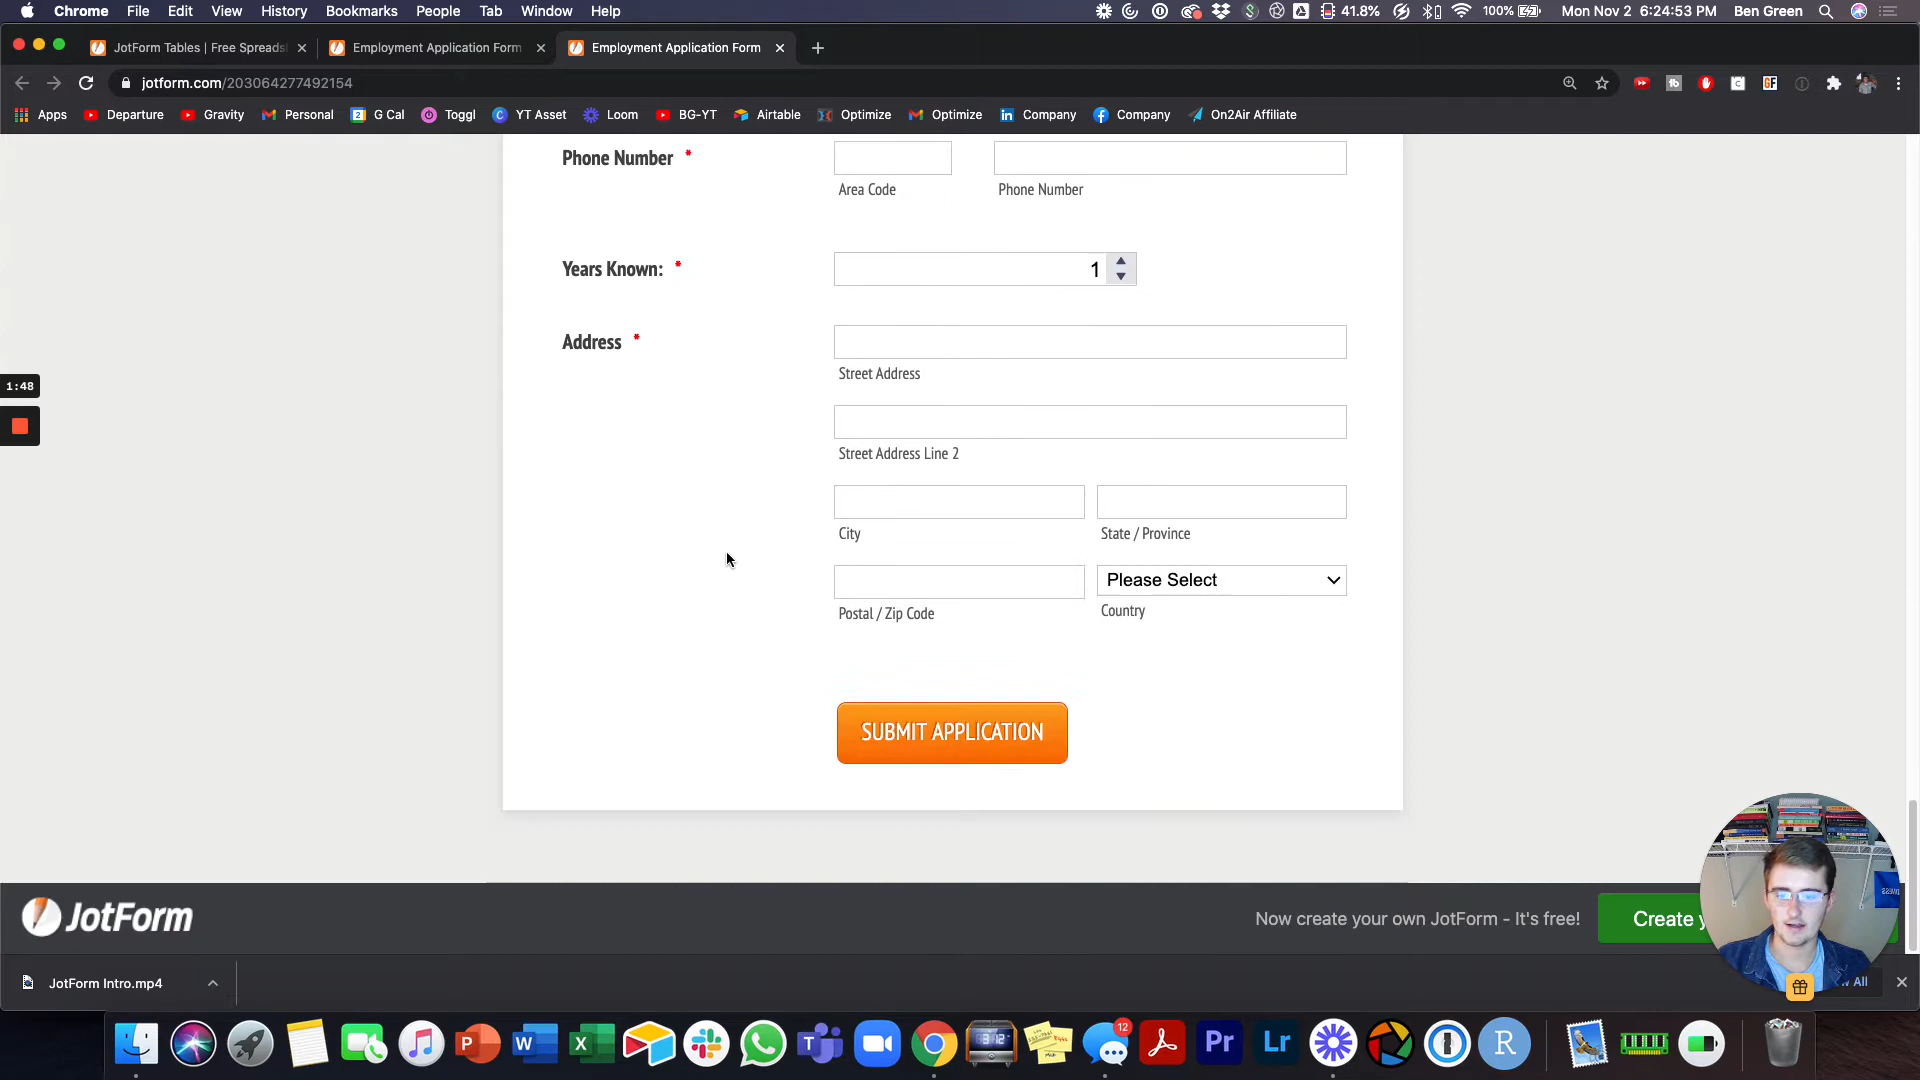 Chrome File Edit View History Bookmarks People Tab Window Help 41.8% 100% Mon Nov 2 6:24:53 PM Ben Green
JotForm Tables | Free Spreads Employment Application Form Employment Application Form
jotform.com/203064277492154
Apps Departure Gravity Personal G Cal Toggl YT Asset Loom BG-YT Airtable Optimize Optimize Company Company On2Air Affiliate
Phone Number *
Area Code Phone Number
Years Known: * 1
Address *
1:48
Street Address
Street Address Line 2
City State / Province
Please Select
Postal / Zip Code Country
SUBMIT APPLICATION
JotForm Now create your own JotForm - It's free! Create
JotForm Intro.mp4 All
12